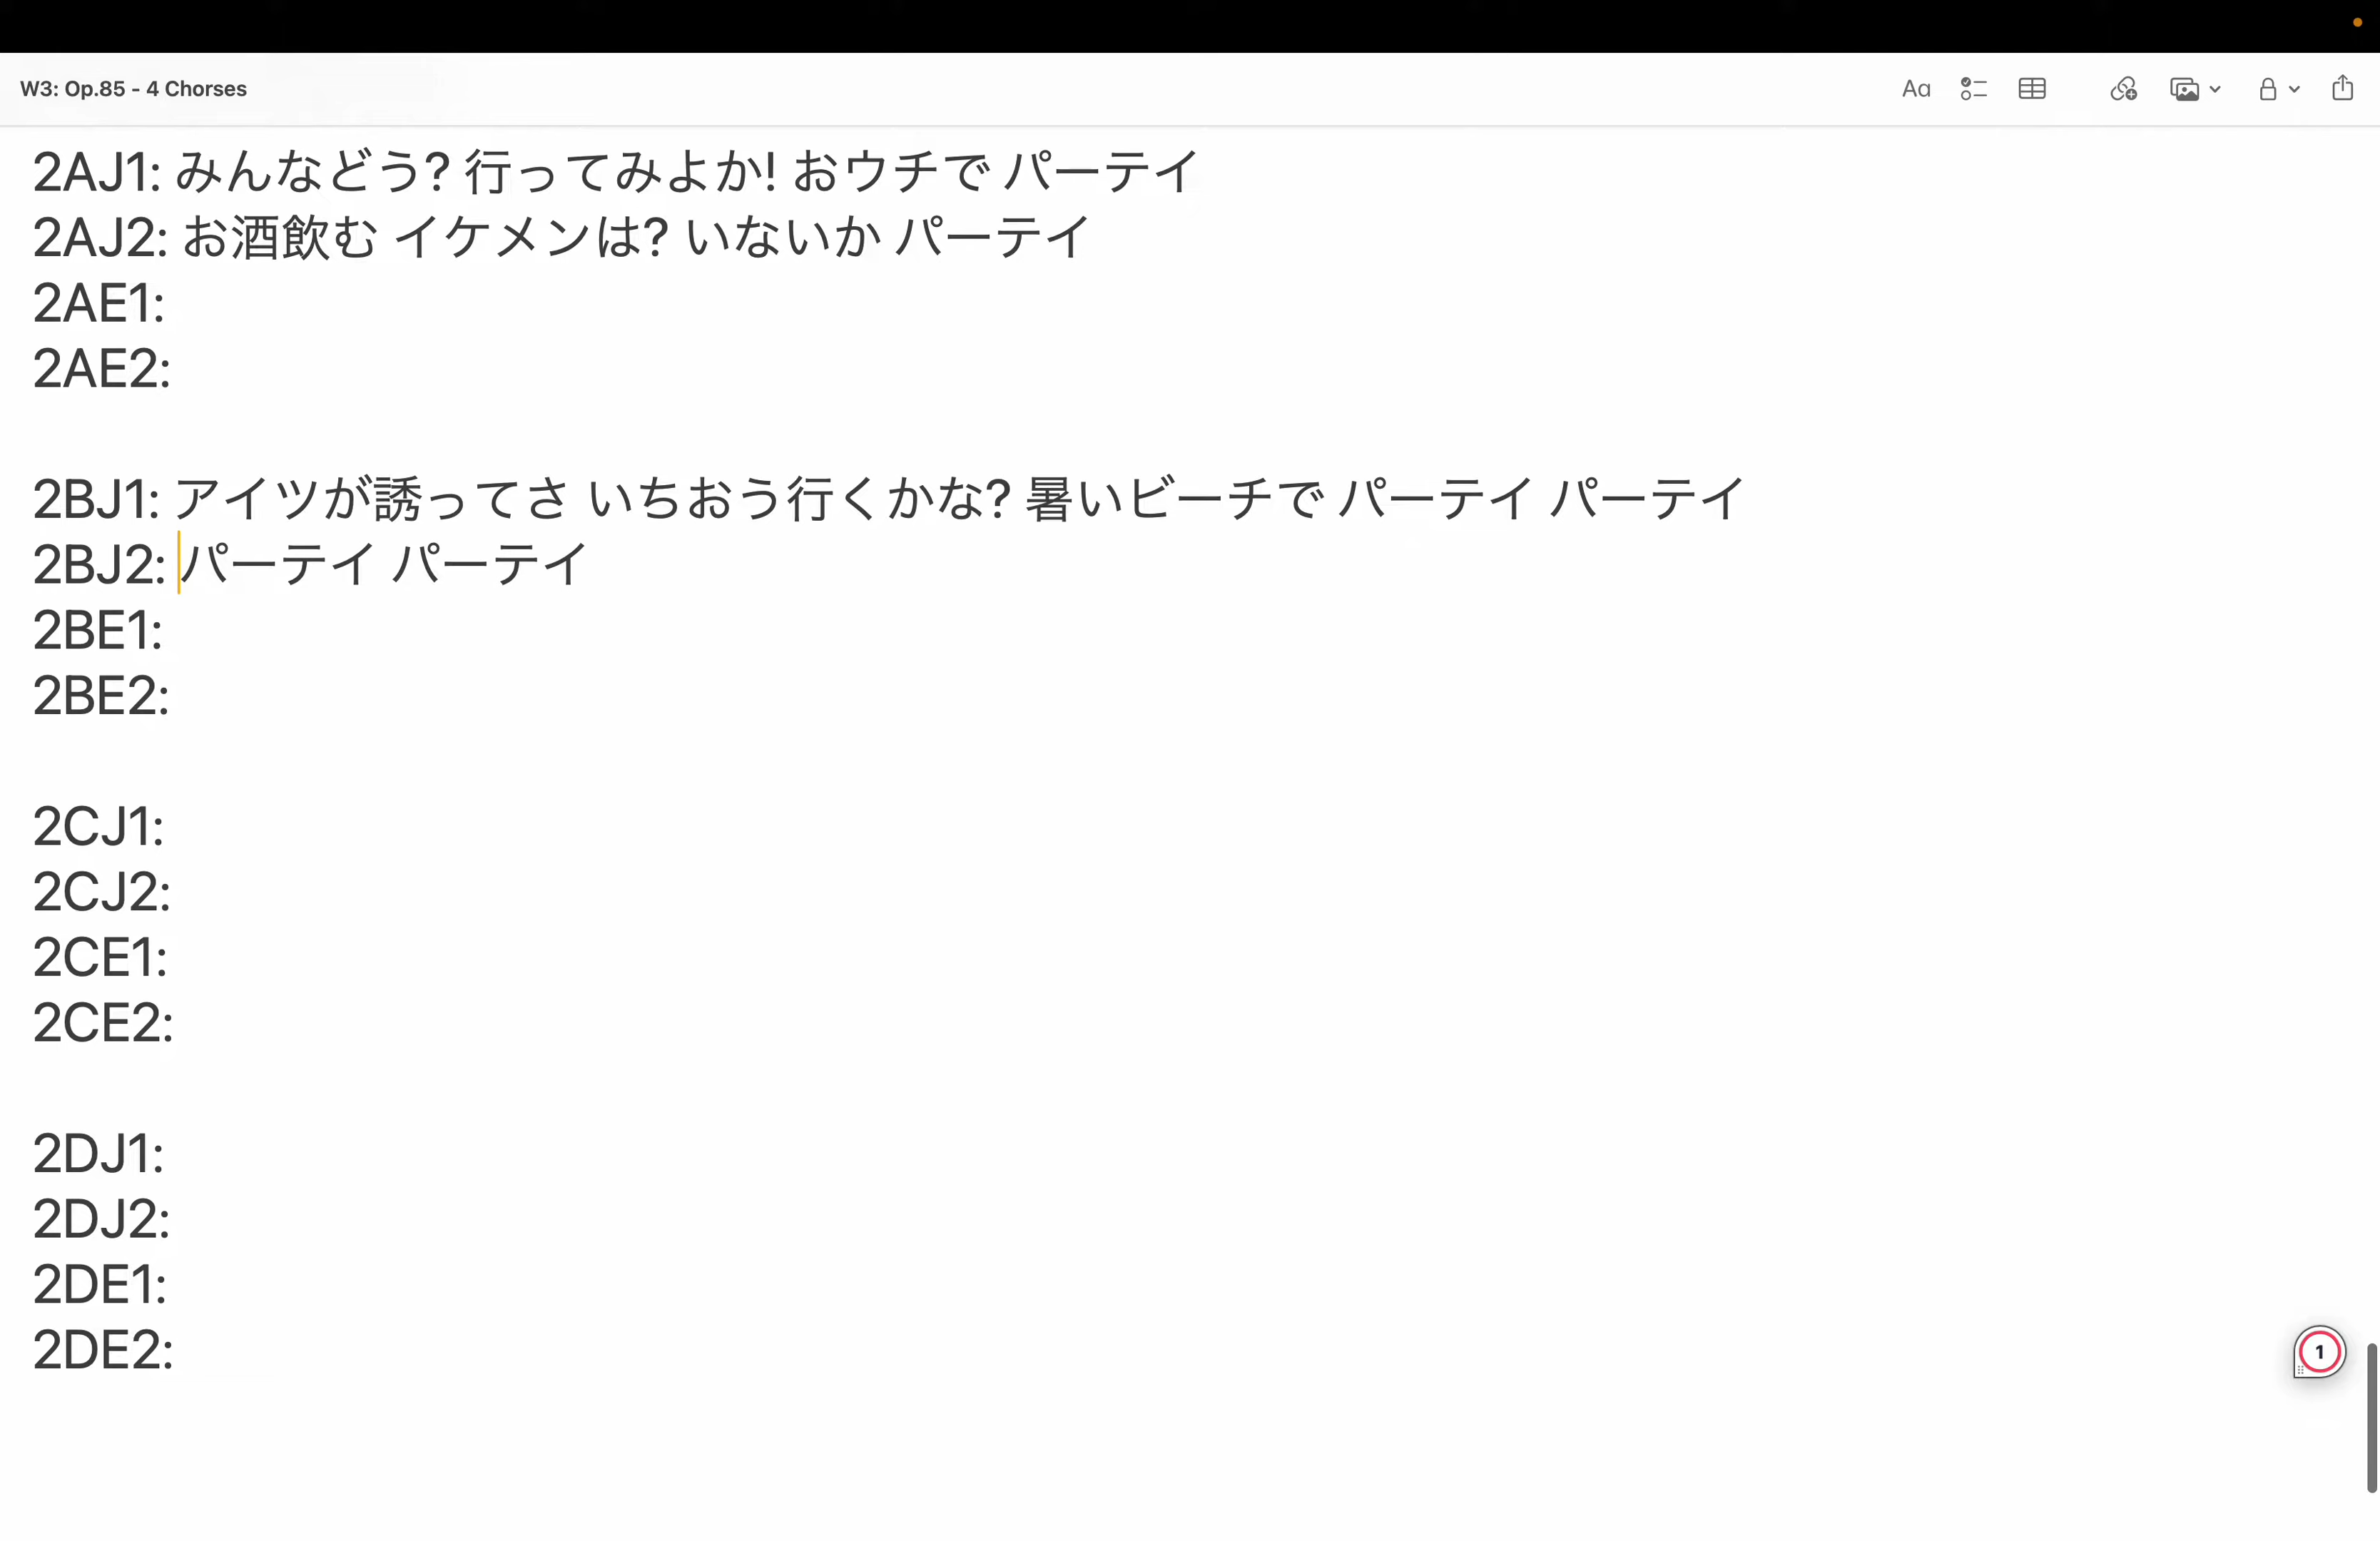 W3: Op.85 - 4 Chorses
Aa
2AJ1: みんなどう? 行ってみよか! おウチで パーテイ
2AJ2: お酒飲む イケメンは? いないか パーテイ
2AE1:
2AE2:
2BJ1: アイツが誘ってさ いちおう行くかな? 暑いビーチで パーテイ パーテイ
2BJ2: パーテイ パーテイ
2BE1:
2BE2:
2CJ1:
2CJ2:
2CE1:
2CE2:
2DJ1:
2DJ2:
2DE1:
2DE2:
1